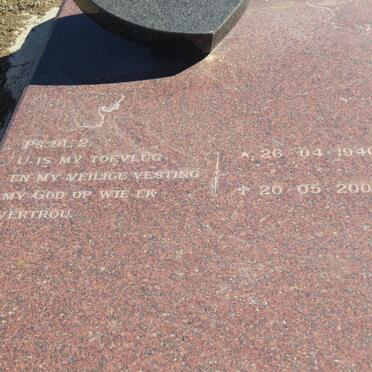 Ps. 91: 2.
U is my toevlug
en my veilige vesting
my God op wie ek
vertrou.
★ 26-04-1940
✝ 20-05-200